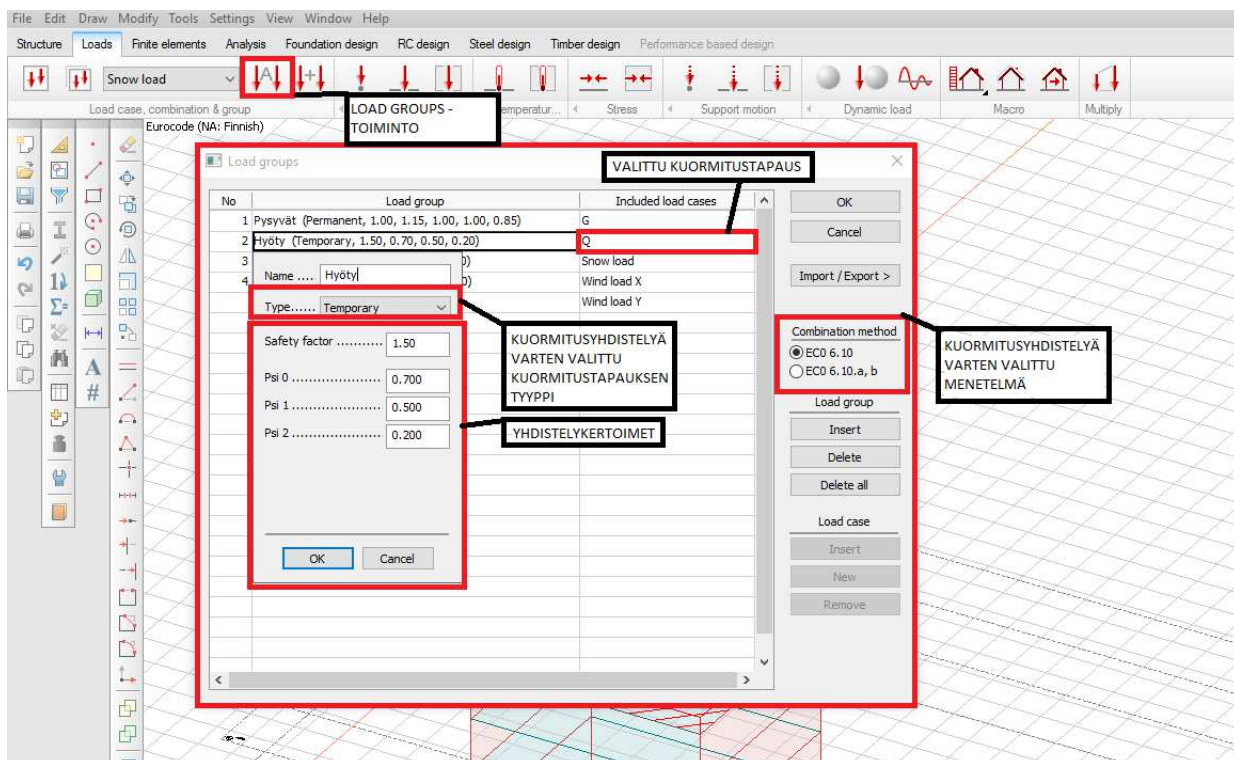 File Edit Draw Modify Tools Settings View Window Help
Structure Loads Finite elements Analysis Foundation design RC design Steel design Timber design Performance based design
Snow load
Load case, combination & group
Temperatur... Stress Support motion Dynamic load Macro Multiply
LOAD GROUPS -
TOIMINTO
Eurocode (NA: Finnish)
Load groups
VALITTU KUORMITUSTAPAUS
No Load group Included load cases
1 Pysyvät (Permanent, 1.00, 1.15, 1.00, 1.00, 0.85) G
2 Hyöty (Temporary, 1.50, 0.70, 0.50, 0.20) Q
3 0) Snow load
4 0) Wind load X
Wind load Y
Name .... Hyöty
Type...... Temporary
Safety factor .......... 1.50
Psi 0 ..................... 0.700
Psi 1 ..................... 0.500
Psi 2 ..................... 0.200
OK Cancel
KUORMITUSYHDISTELYÄ
VARTEN VALITTU
KUORMITUSTAPAUKSEN
TYYPPI
YHDISTELYKERTOIMET
OK
Cancel
Import / Export >
Combination method
EC0 6.10
EC0 6.10.a, b
KUORMITUSYHDISTELYÄ
VARTEN VALITTU
MENETELMÄ
Load group
Insert
Delete
Delete all
Load case
Insert
New
Remove